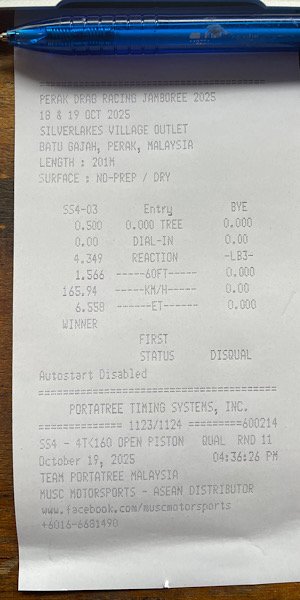 ========================================
PERAK DRAG RACING JAMBOREE 2025
18 & 19 OCT 2025
SILVERLAKES VILLAGE OUTLET
BATU GAJAH, PERAK, MALAYSIA
LENGTH : 201M
SURFACE : NO-PREP / DRY
SS4-03 Entry BYE
0.500 0.000 TREE 0.000
0.00 DIAL-IN 0.00
4.349 REACTION -LB3-
1.566 -----60FT----- 0.000
165.94 -----KM/H----- 0.00
6.558 ------ET------ 0.000
WINNER
FIRST
STATUS DISQUAL
Autostart Disabled
========================================
PORTATREE TIMING SYSTEMS, INC.
============= 1123/1124 =========600214
SS4 - 4T<160 OPEN PISTON QUAL RND 11
October 19, 2025 04:36:26 PM
TEAM PORTATREE MALAYSIA
MUSC MOTORSPORTS - ASEAN DISTRIBUTOR
www.facebook.com/muscmotorsports
+6016-6681490